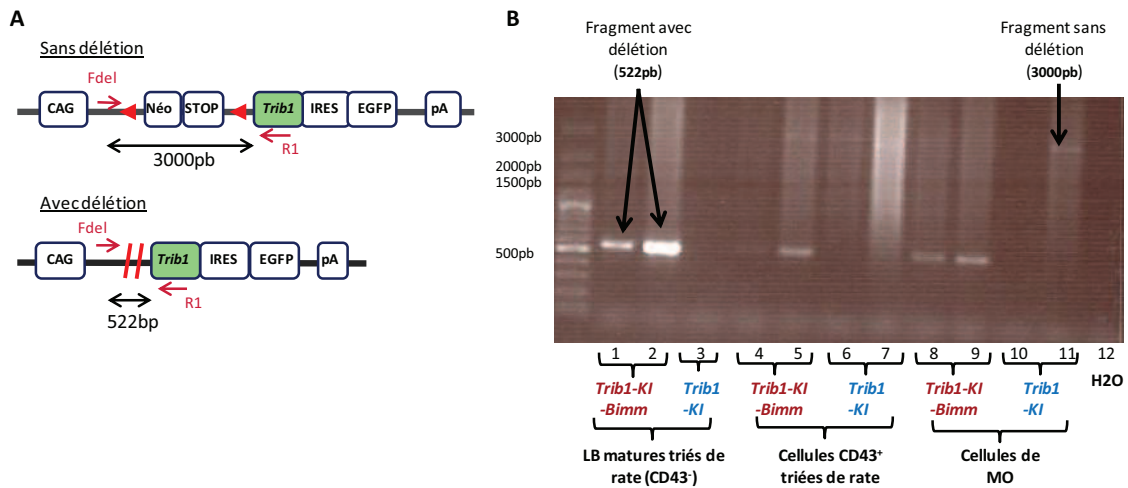 A
Sans délétion
Fdel
CAG
Néo
STOP
Trib1
IRES
EGFP
pA
R1
3000pb
Avec délétion
Fdel
CAG
Trib1
IRES
EGFP
pA
R1
522bp
B
Fragment avec
délétion
(522pb)
Fragment sans
délétion
(3000pb)
3000pb
2000pb
1500pb
500pb
1 2 3 4 5 6 7 8 9 10 11 12
Trib1-KI
-Bimm
Trib1
-KI
Trib1-KI
-Bimm
Trib1
-KI
Trib1-KI
-Bimm
Trib1
-KI
H2O
LB matures triés de
rate (CD43-)
Cellules CD43+
triées de rate
Cellules de
MO